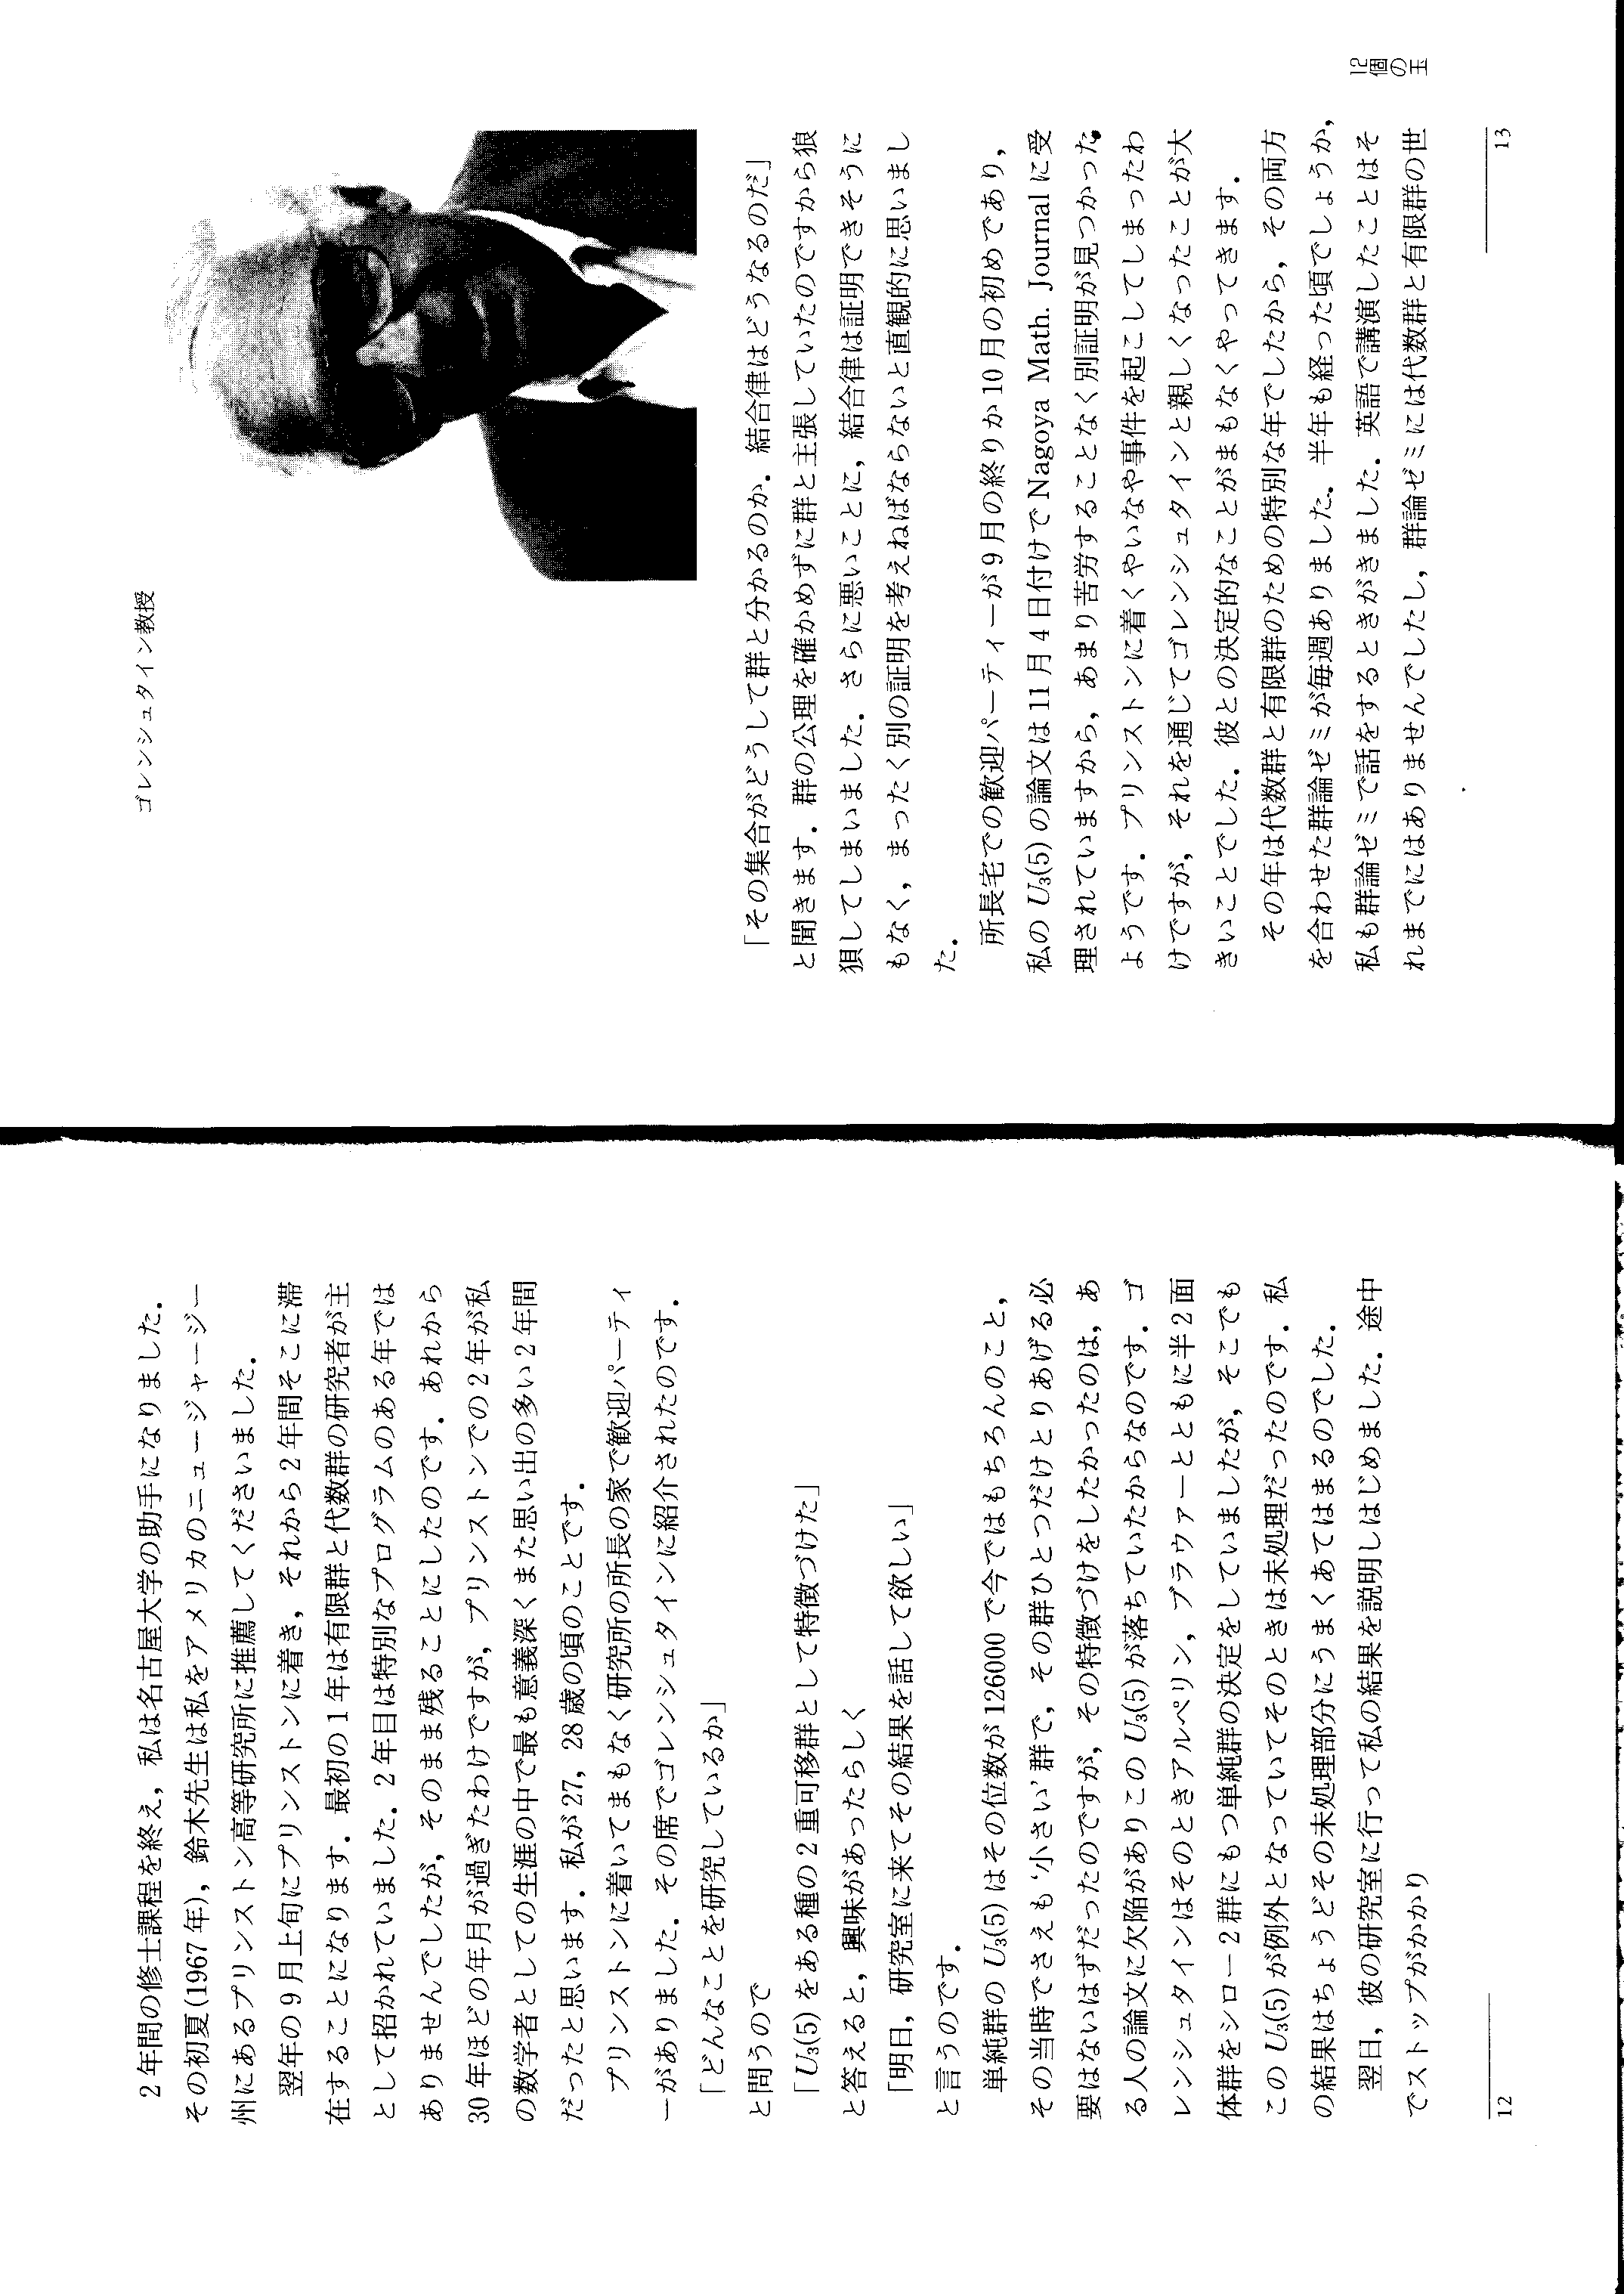 2年間の修士課程を終え，私は名古屋大学の助手になりました．
その初夏(1967年)，鈴木先生は私をアメリカのニュージャージー
州にあるプリンストン高等研究所に推薦してくださいました．
翌年の9月上旬にプリンストンに着き，それから2年間そこに滞
在することになります．最初の1年は有限群と代数群の研究者が主
として招かれていました．2年目は特別なプログラムのある年では
ありませんでしたが，そのまま残ることにしたのです．あれから
30年ほどの年月が過ぎたわけですが，プリンストンでの2年が私
の数学者としての生涯の中で最も意義深くまた思い出の多い2年間
だったと思います．私が27，28歳の頃のことです．
プリンストンに着いてまもなく研究所の所長の家で歓迎パーティ
ーがありました．その席でゴレンシュタインに紹介されたのです．
「どんなことを研究しているか」
と問うので
「U₃(5)をある種の2重可移群として特徴づけた」
と答えると，興味があったらしく
「明日，研究室に来てその結果を話して欲しい」
と言うのです．
単純群のU₃(5)はその位数が126000で今ではもちろんのこと，
その当時でさえも‘小さい’群で，その群ひとつだけとりあげる必
要はないはずだったのですが，その特徴づけをしたかったのは，あ
る人の論文に欠陥がありこのU₃(5)が落ちていたからなのです．ゴ
レンシュタインはそのときアルペリン，ブラウァーとともに半2面
体群をシロー2群にもつ単純群の決定をしていましたが，そこでも
このU₃(5)が例外となっていてそのときは未処理だったのです．私
の結果はちょうどその未処理部分にうまくあてはまるのでした．
翌日，彼の研究室に行って私の結果を説明しはじめました．途中
でストップがかかり
12
ゴレンシュタイン教授
「その集合がどうして群と分かるのか．結合律はどうなるのだ」
と聞きます．群の公理を確かめずに群と主張していたのですから狼
狽してしまいました．さらに悪いことに，結合律は証明できそうに
もなく，まったく別の証明を考えねばならないと直観的に思いまし
た．
所長宅での歓迎パーティーが9月の終りか10月の初めであり，
私のU₃(5)の論文は11月4日付けでNagoya Math. Journalに受
理されていますから，あまり苦労することなく別証明が見つかった
ようです．プリンストンに着くやいなや事件を起こしてしまったわ
けですが，それを通じてゴレンシュタインと親しくなったことが大
きいことでした．彼との決定的なことがまもなくやってきます．
その年は代数群と有限群のための特別な年でしたから，その両方
を合わせた群論ゼミが毎週ありました．半年も経った頃でしょうか，
私も群論ゼミで話をするときがきました．英語で講演したことはそ
れまでにはありませんでしたし，群論ゼミには代数群と有限群の世
12個の玉
13